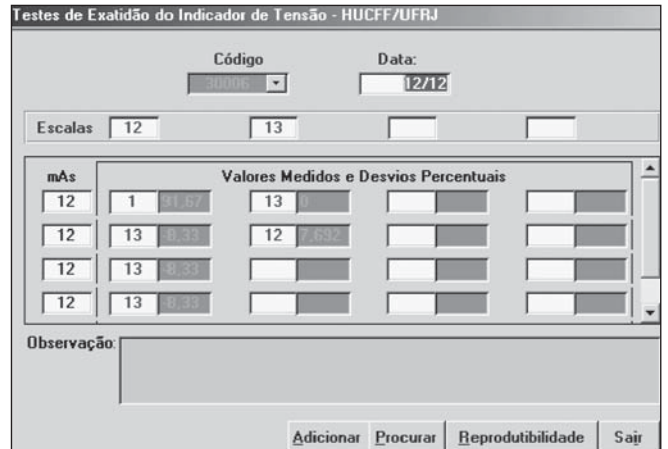 Testes de Exatidão do Indicador de Tensão - HUCFF/UFRJ
Código Data:
30006 12/12
Escalas 12 13
mAs Valores Medidos e Desvios Percentuais
12 1 91,67 13 0
12 13 -8,33 12 7,692
12 13 -8,33
12 13 -8,33
Observação:
Adicionar Procurar Reprodutibilidade Sair